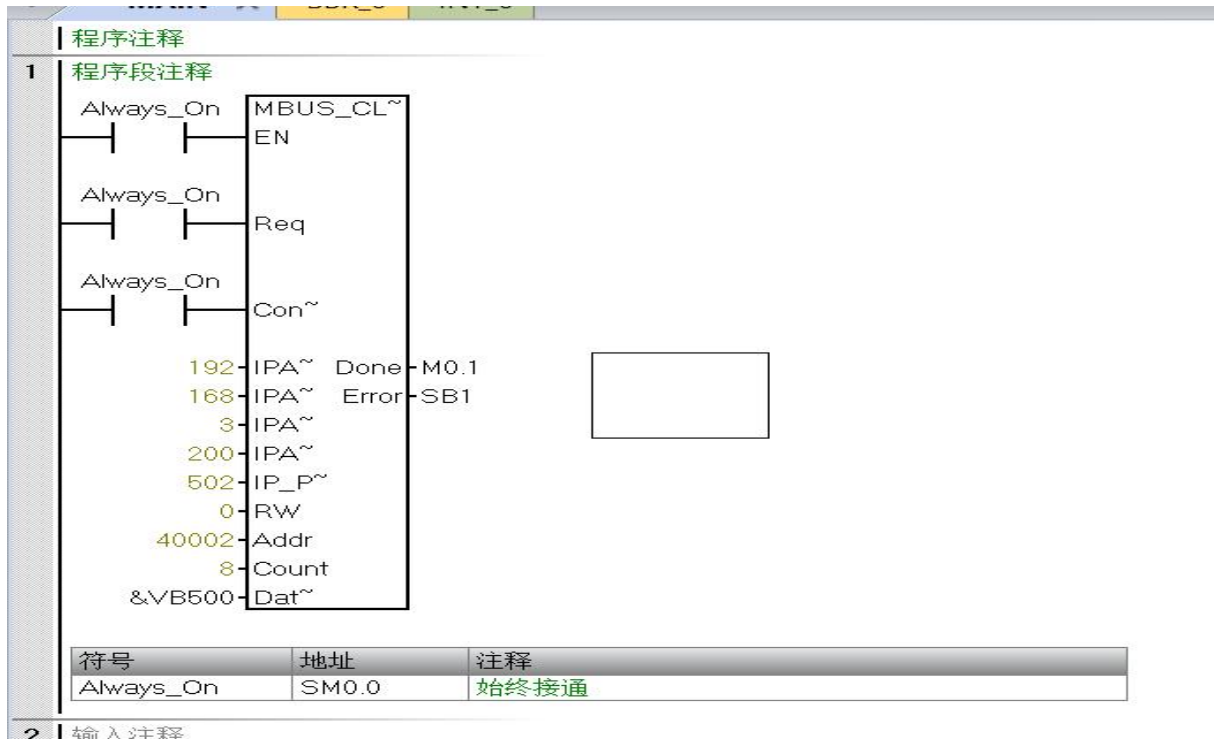 程序注释
1 程序段注释
Always_On MBUS_CL~
EN
Always_On
Req
Always_On
Con~
192 IPA~ Done M0.1
168 IPA~ Error SB1
3 IPA~
200 IPA~
502 IP_P~
0 RW
40002 Addr
8 Count
&VB500 Dat~
符号 地址 注释
Always_On SM0.0 始终接通
2 输入注释